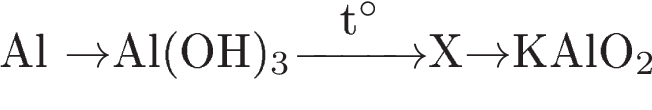 Al →Al(OH)₃ —t°→X→KAlO₂